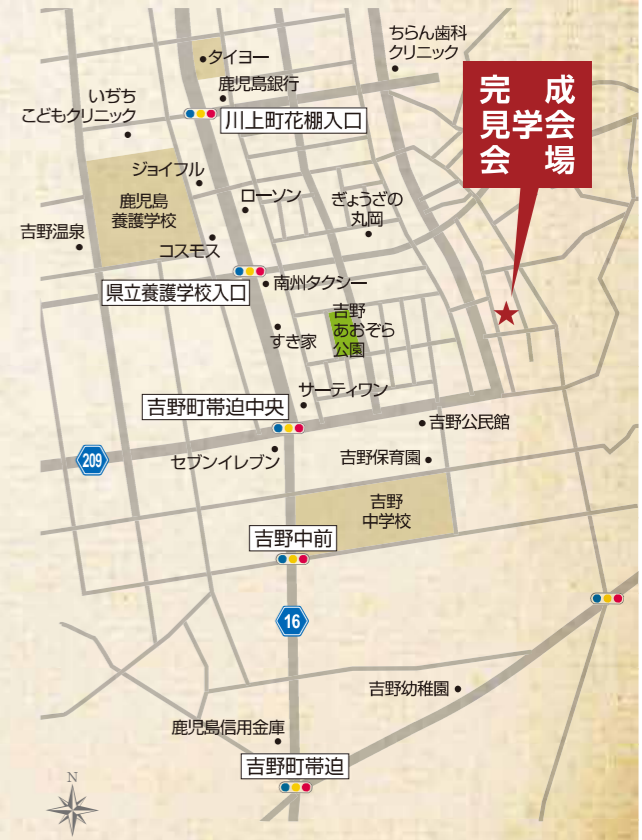 ちらん歯科
クリニック
タイヨー
鹿児島銀行
いぢち
こどもクリニック
川上町花棚入口
完成
見学会
会場
ジョイフル
鹿児島
養護学校
ローソン
ぎょうざの
丸岡
吉野温泉
コスモス
県立養護学校入口
南州タクシー
吉野
あおぞら
公園
すき家
サーティワン
吉野町帯迫中央
吉野公民館
209
セブンイレブン
吉野保育園
吉野
中学校
吉野中前
16
吉野幼稚園
鹿児島信用金庫
吉野町帯迫
N